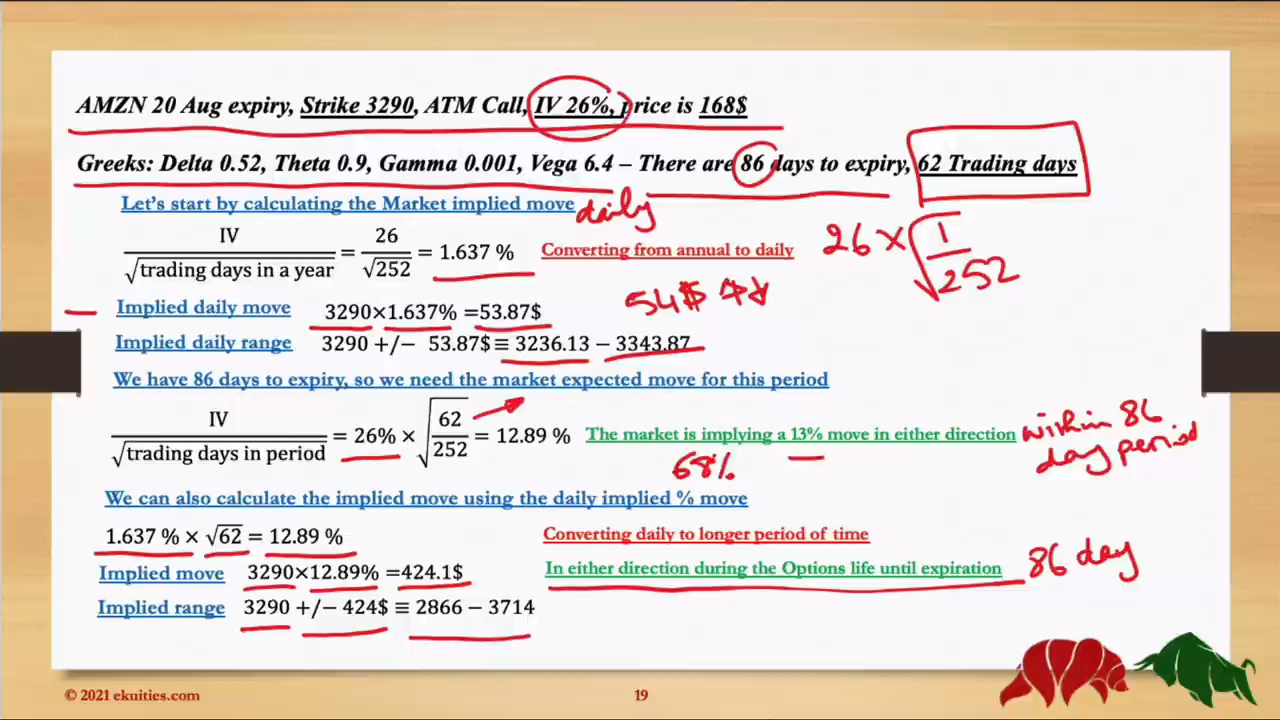 AMZN 20 Aug expiry, Strike 3290, ATM Call, IV 26%, price is 168$
Greeks: Delta 0.52, Theta 0.9, Gamma 0.001, Vega 6.4 – There are 86 days to expiry, 62 Trading days
Let's start by calculating the Market implied move daily
IV / √trading days in a year = 26 / √252 = 1.637 % Converting from annual to daily 26 × √1/252
54$
Implied daily move 3290×1.637% =53.87$
Implied daily range 3290 +/− 53.87$ ≡ 3236.13 − 3343.87
We have 86 days to expiry, so we need the market expected move for this period
IV / √trading days in period = 26% × √62/252 = 12.89 % The market is implying a 13% move in either direction within 86 day period
68%
We can also calculate the implied move using the daily implied % move
1.637 % × √62 = 12.89 % Converting daily to longer period of time
Implied move 3290×12.89% =424.1$ In either direction during the Options life until expiration 86 day
Implied range 3290 +/− 424$ ≡ 2866 − 3714
© 2021 ekuities.com 19